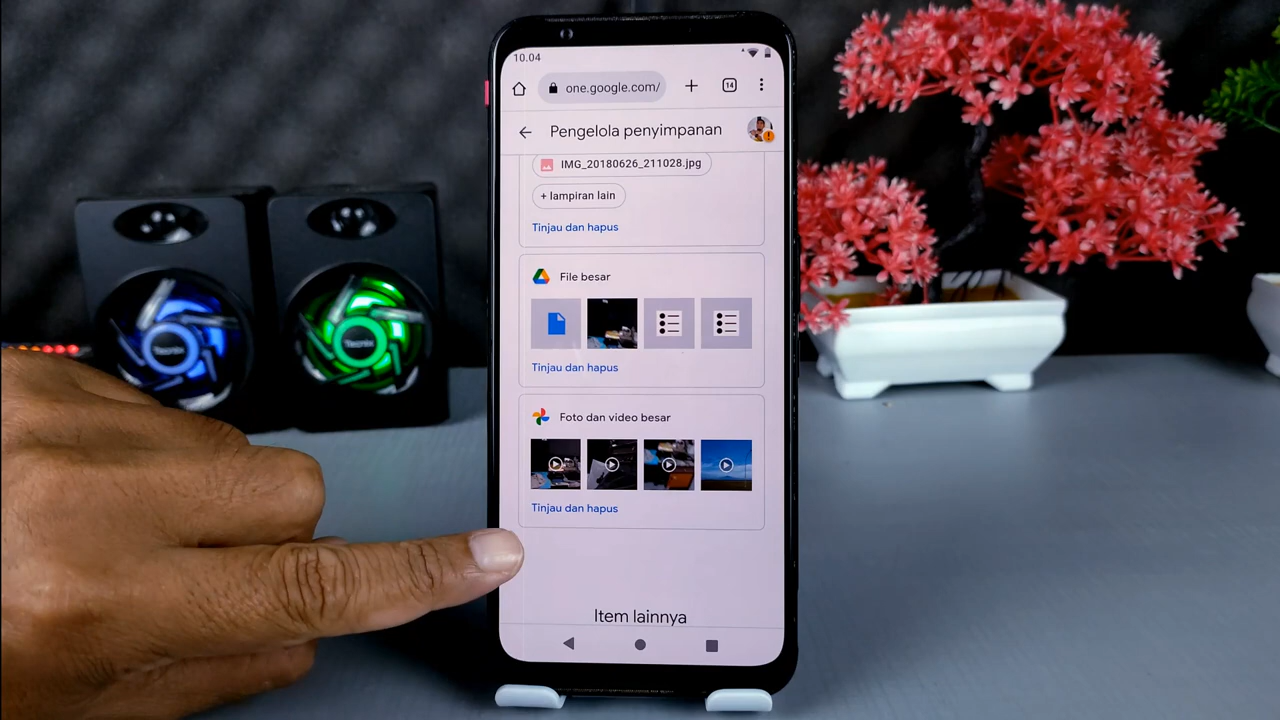 10.04
one.google.com/
14
Pengelola penyimpanan
IMG_20180626_211028.jpg
+ lampiran lain
Tinjau dan hapus
File besar
Tinjau dan hapus
Foto dan video besar
Tinjau dan hapus
Item lainnya
Tecnix
Tecnix